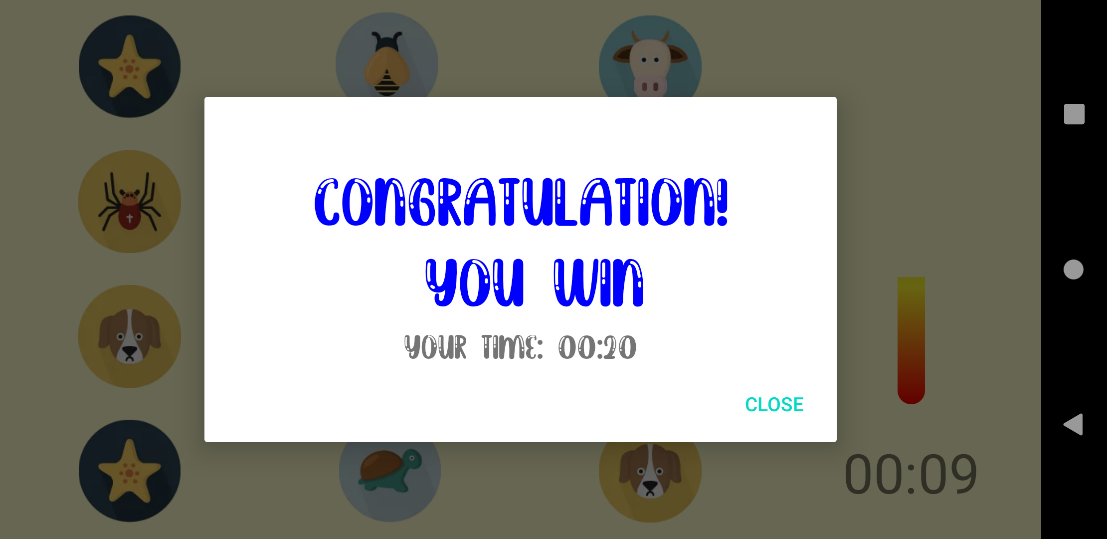 CONGRATULATION!
YOU WIN
YOUR TIME: 00:20
CLOSE
00:09